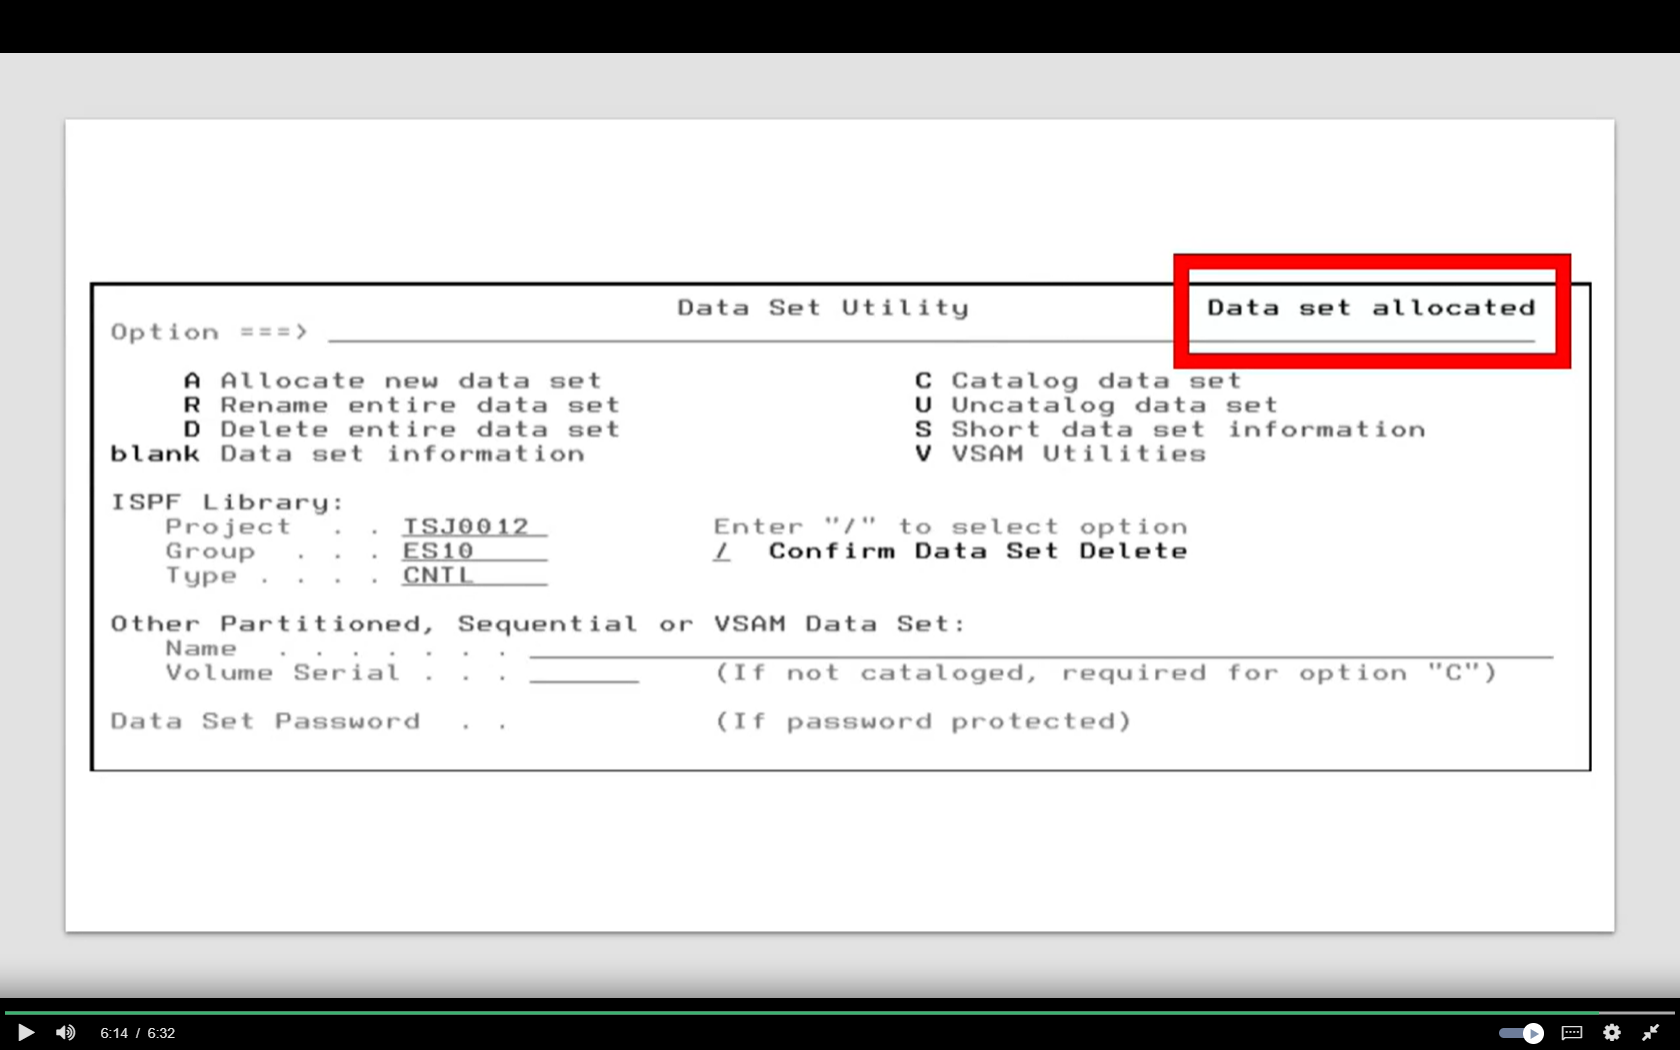 Data Set Utility Data set allocated
Option ===>
A Allocate new data set C Catalog data set
R Rename entire data set U Uncatalog data set
D Delete entire data set S Short data set information
blank Data set information V VSAM Utilities
ISPF Library:
Project . . TSJ0012 Enter "/" to select option
Group . . . ES10 / Confirm Data Set Delete
Type . . . . CNTL
Other Partitioned, Sequential or VSAM Data Set:
Name . . . . . . .
Volume Serial . . . (If not cataloged, required for option "C")
Data Set Password . . (If password protected)
6:14 / 6:32